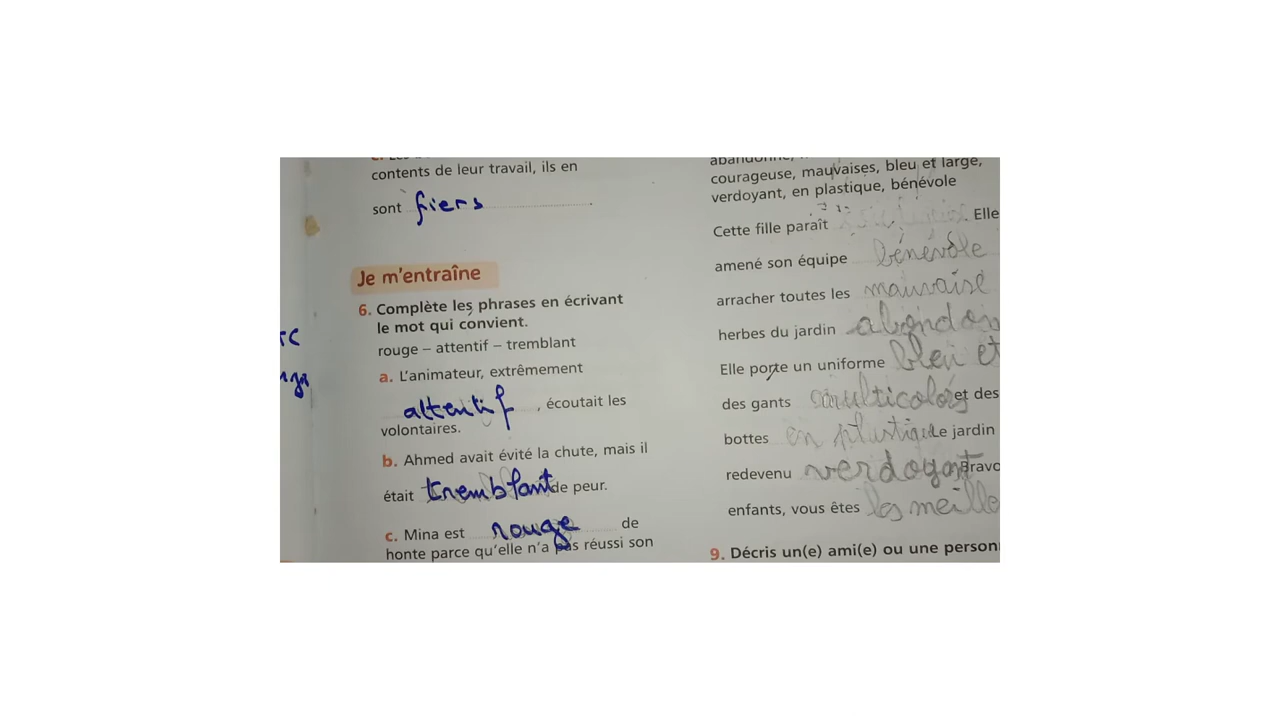 contents de leur travail, ils en
sont fiers.
Je m'entraîne
6. Complète les phrases en écrivant
le mot qui convient.
rouge – attentif – tremblant
a. L'animateur, extrêmement
attentif, écoutait les
volontaires.
b. Ahmed avait évité la chute, mais il
était tremblant de peur.
c. Mina est rouge de
honte parce qu'elle n'a pas réussi son
courageuse, mauvaises, bleu et large,
verdoyant, en plastique, bénévole
Cette fille paraît Elle
amené son équipe bénévole
arracher toutes les mauvaise
herbes du jardin abandon
Elle porte un uniforme bleu et
des gants et des
bottes en plastique Le jardin
redevenu verdoyant Bravo
enfants, vous êtes les meille
9. Décris un(e) ami(e) ou une person